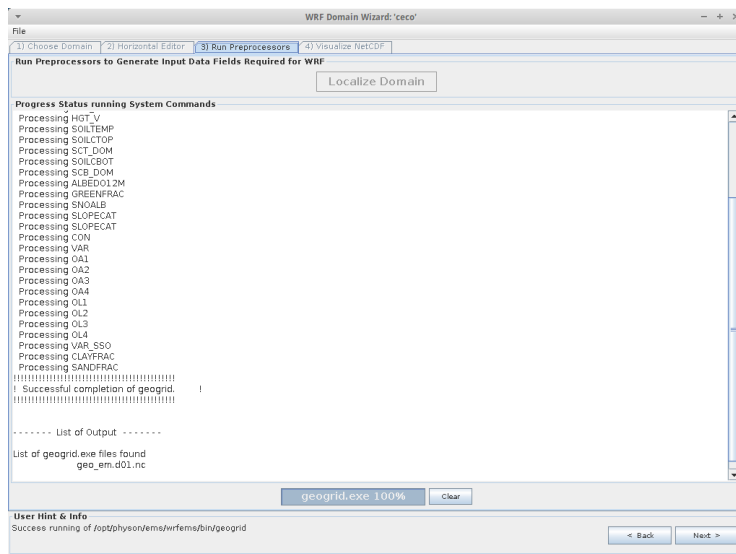 WRF Domain Wizard: 'ceco'
File
1) Choose Domain 2) Horizontal Editor 3) Run Preprocessors 4) Visualize NetCDF
Run Preprocessors to Generate Input Data Fields Required for WRF
Localize Domain
Progress Status running System Commands
Processing HGT_V
Processing SOILTEMP
Processing SOILCTOP
Processing SCT_DOM
Processing SOILCBOT
Processing SCB_DOM
Processing ALBEDO12M
Processing GREENFRAC
Processing SNOALB
Processing SLOPECAT
Processing SLOPECAT
Processing CON
Processing VAR
Processing OA1
Processing OA2
Processing OA3
Processing OA4
Processing OL1
Processing OL2
Processing OL3
Processing OL4
Processing VAR_SSO
Processing CLAYFRAC
Processing SANDFRAC
!!!!!!!!!!!!!!!!!!!!!!!!!!!!!!!!!!!!!!!!!!!!!
! Successful completion of geogrid. !
!!!!!!!!!!!!!!!!!!!!!!!!!!!!!!!!!!!!!!!!!!!!!
- - - - - - - List of Output - - - - - - -
List of geogrid.exe files found
geo_em.d01.nc
geogrid.exe 100% Clear
User Hint & Info
Success running of /opt/physon/ems/wrfems/bin/geogrid
< Back Next >